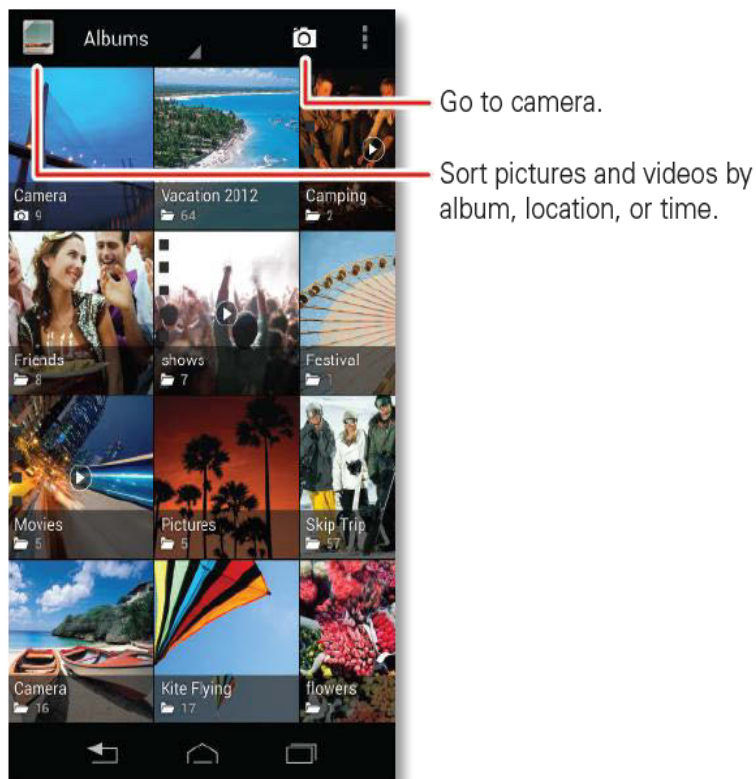 Albums
Go to camera.
Sort pictures and videos by
album, location, or time.
Camera
9
Vacation 2012
64
Camping
2
Friends
8
shows
7
Festival
1
Movies
5
Pictures
5
Skip Trip
57
Camera
16
Kite Flying
17
flowers
1